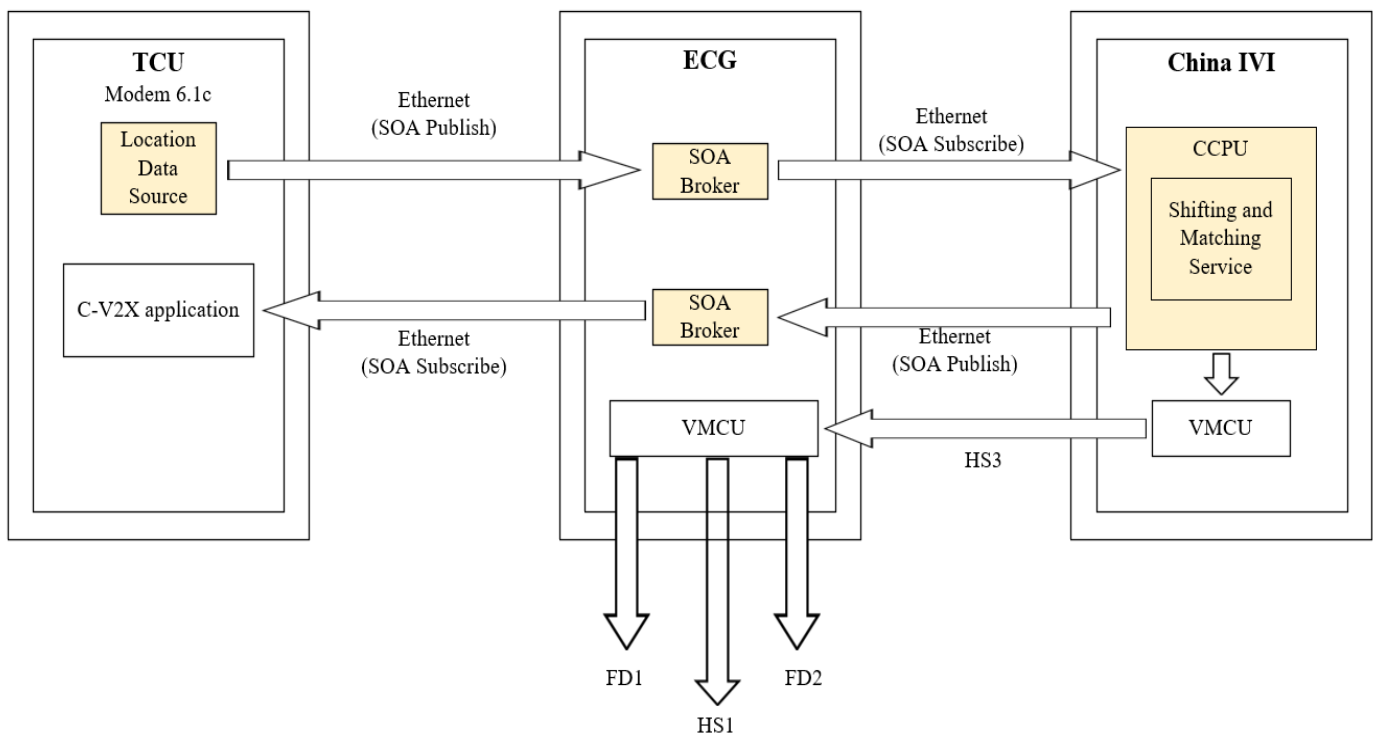 TCU
Modem 6.1c
Location
Data
Source
C-V2X application
Ethernet
(SOA Publish)
Ethernet
(SOA Subscribe)
ECG
SOA
Broker
SOA
Broker
VMCU
Ethernet
(SOA Subscribe)
Ethernet
(SOA Publish)
HS3
China IVI
CCPU
Shifting and
Matching
Service
VMCU
FD1
HS1
FD2